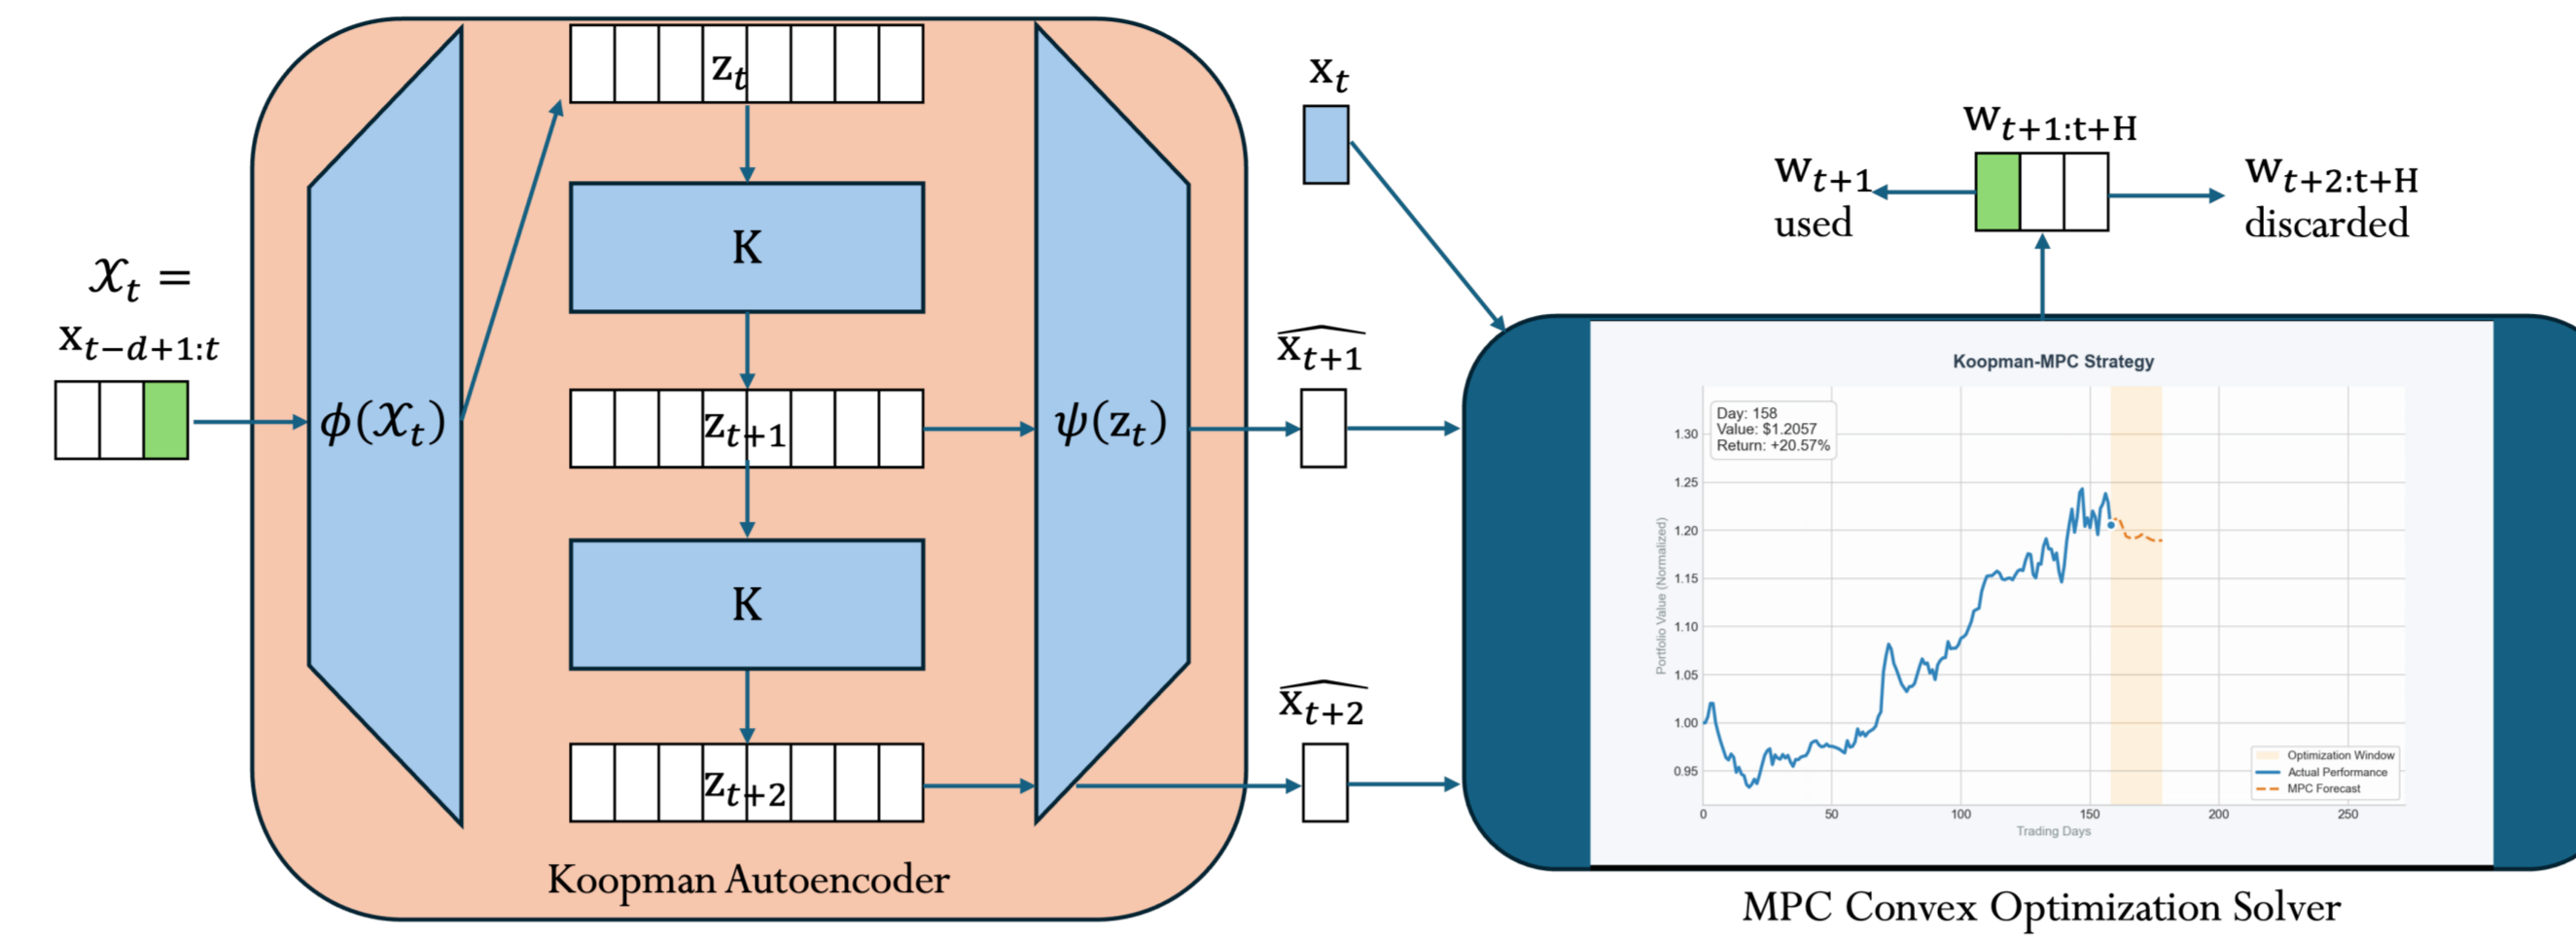 𝒳t =
xt−d+1:t
ϕ(𝒳t)
zt
K
zt+1
K
zt+2
ψ(zt)
Koopman Autoencoder
xt
x̂t+1
x̂t+2
wt+1:t+H
wt+1
used
wt+2:t+H
discarded
Koopman-MPC Strategy
Day: 158
Value: $1.2057
Return: +20.57%
Portfolio Value (Normalized)
1.30
1.25
1.20
1.15
1.10
1.05
1.00
0.95
0 50 100 150 200 250
Trading Days
Optimization Window
Actual Performance
MPC Forecast
MPC Convex Optimization Solver